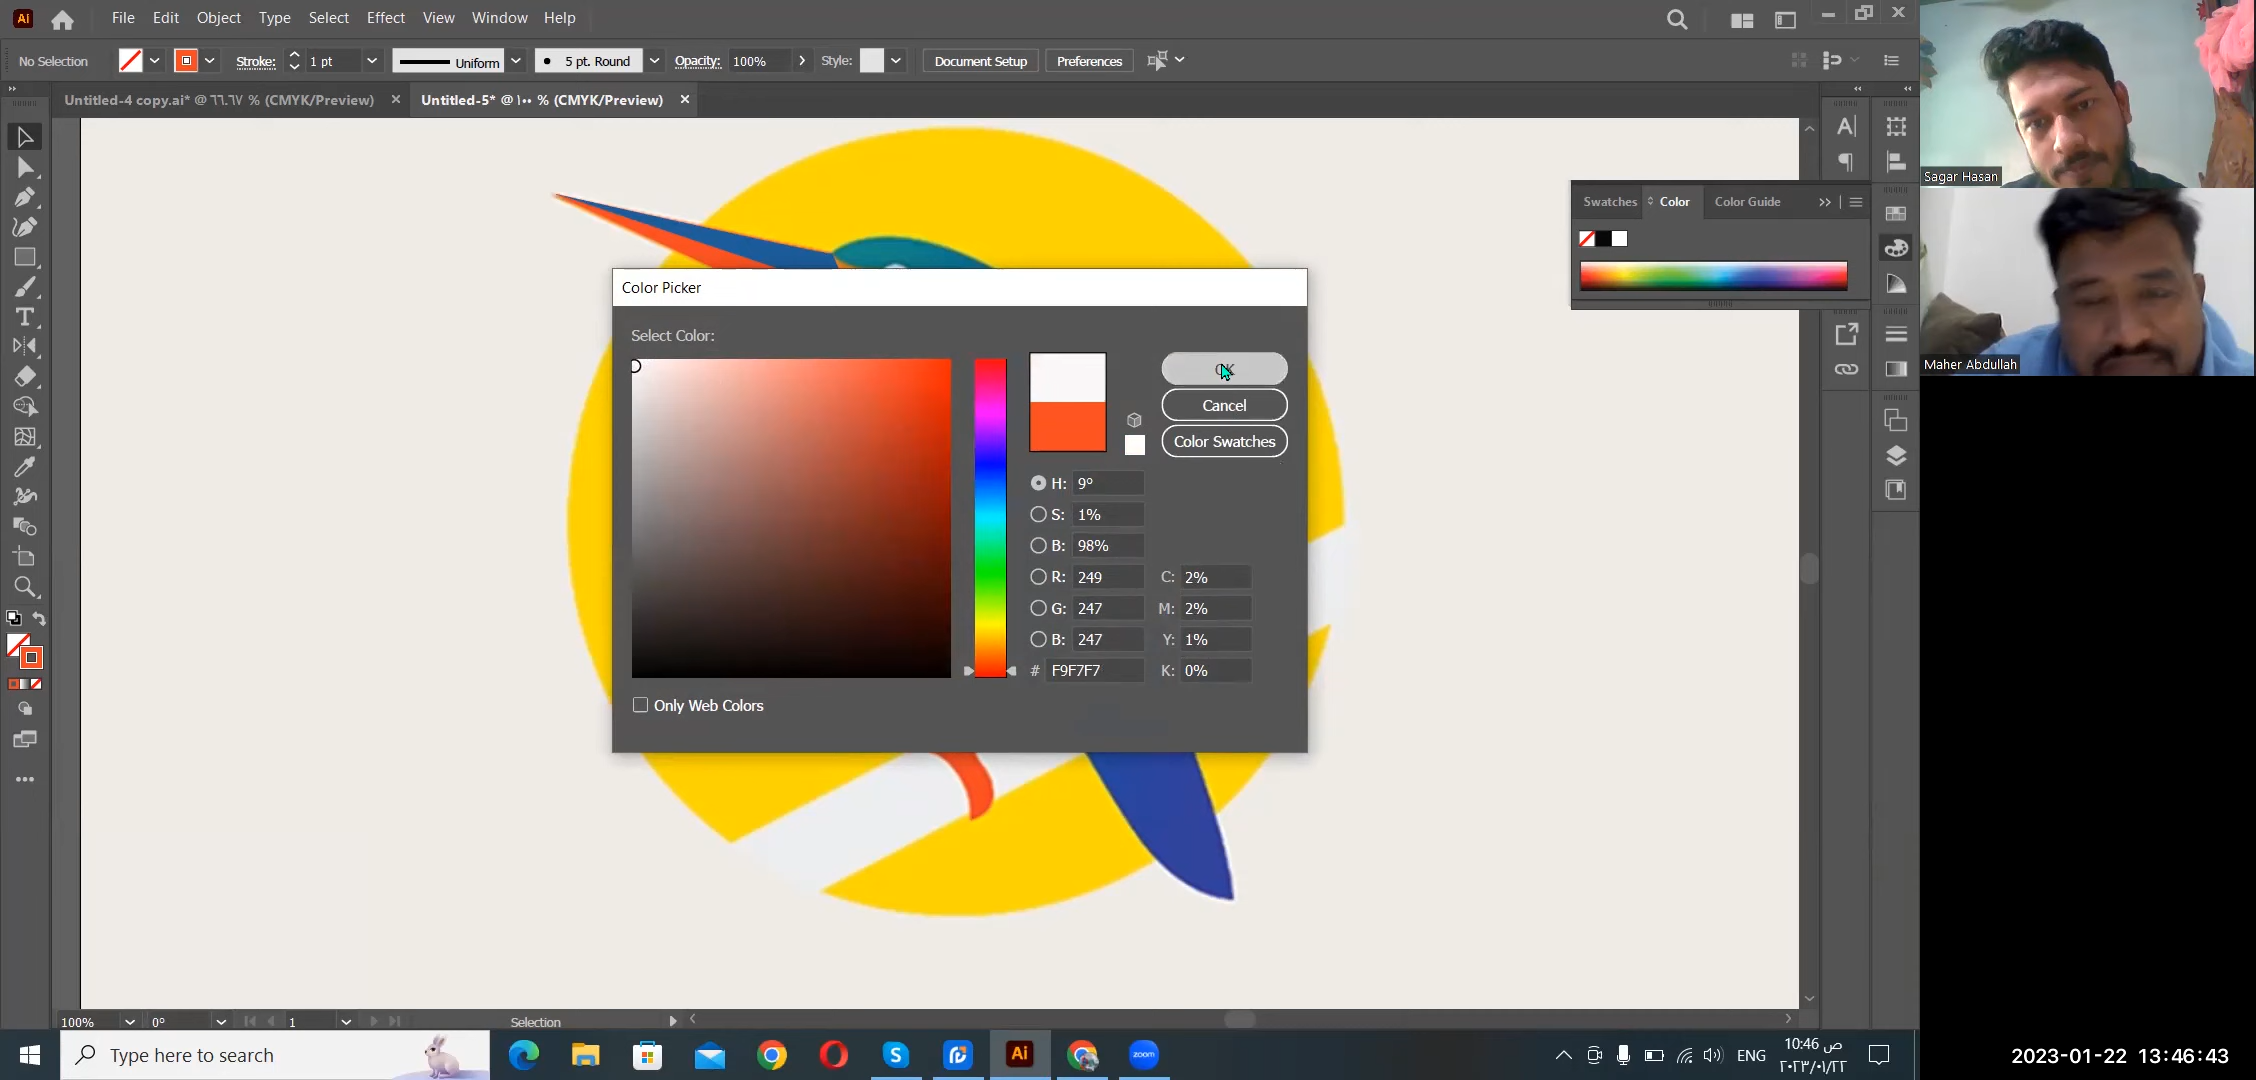 Ai File Edit Object Type Select Effect View Window Help
No Selection Stroke: 1 pt Uniform 5 pt. Round Opacity: 100% Style: Document Setup Preferences
Untitled-4 copy.ai* @ ٦٦.٦٧ % (CMYK/Preview) × Untitled-5* @ ١٠٠ % (CMYK/Preview) ×
Swatches Color Color Guide
Sagar Hasan
Maher Abdullah
Color Picker
Select Color:
OK
Cancel
Color Swatches
H: 9°
S: 1%
B: 98%
R: 249 C: 2%
G: 247 M: 2%
B: 247 Y: 1%
# F9F7F7 K: 0%
Only Web Colors
100% 0° 1 Selection
Type here to search
Ai
zoom
ENG
10:46 ص
٢٠٢٣/٠١/٢٢
2023-01-22 13:46:43